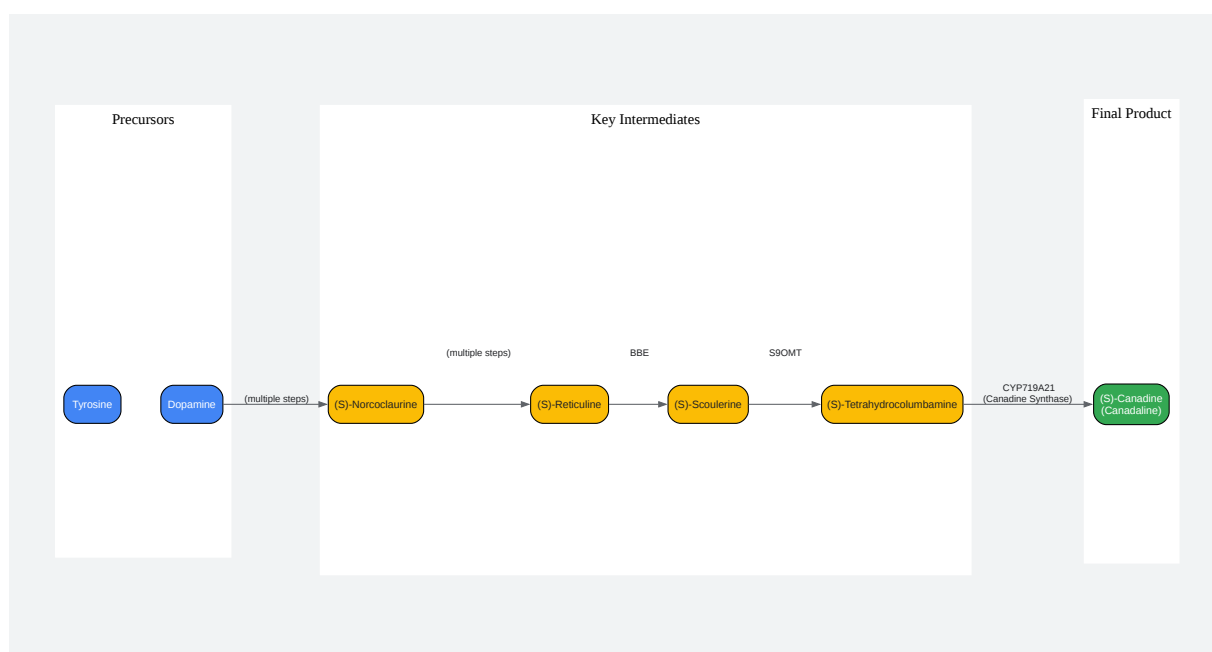 Precursors
Key Intermediates
Final Product
(multiple steps)
BBE
S9OMT
Tyrosine
Dopamine
(multiple steps)
(S)-Norcoclaurine
(S)-Reticuline
(S)-Scoulerine
(S)-Tetrahydrocolumbamine
CYP719A21
(Canadine Synthase)
(S)-Canadine
(Canadaline)